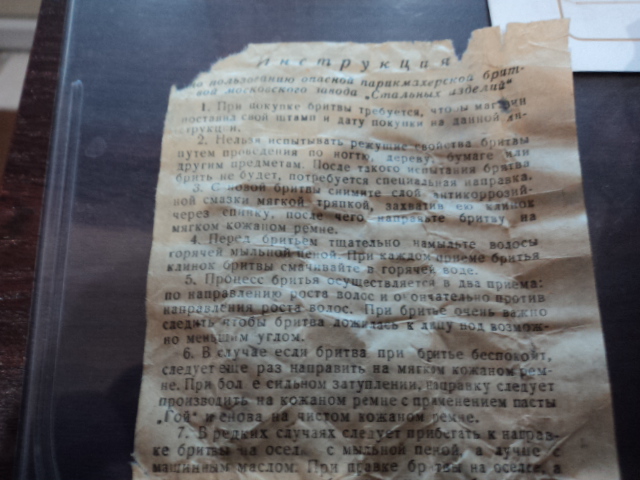 Инструкция
по пользованию опасной парикмахерской брит-
вой московского завода „Стальных изделий“
1. При покупке бритвы требуется, чтобы магазин
поставил свой штамп и дату покупки на данной ин-
струкции.
2. Нельзя испытывать режущие свойства бритвы
путем проведения по ногтю, дереву, бумаге или
другим предметам. После такого испытания бритва
брить не будет, потребуется специальная направка.
3. С новой бритвы снимите слой антикоррозий-
ной смазки мягкой тряпкой, захватив ею клинок
через спинку, после чего направьте бритву на
мягком кожаном ремне.
4. Перед бритьем тщательно намыльте волосы
горячей мыльной пеной. При каждом приеме бритья
клинок бритвы смачивайте в горячей воде.
5. Процесс бритья осуществляется в два приема:
по направлению роста волос и окончательно против
направления роста волос. При бритье очень важно
следить чтобы бритва ложилась к лицу под возмож-
но меньшим углом.
6. В случае если бритва при бритье беспокоит,
следует еще раз направить на мягком кожаном рем-
не. При более сильном затуплении, направку следует
производить на кожаном ремне с применением пасты
„Гой“ и снова на чистом кожаном ремне.
7. В редких случаях следует прибегать к направ-
ке бритвы на оселке с мыльной пеной, а лучше с
машинным маслом. При правке бритвы на оселке, а